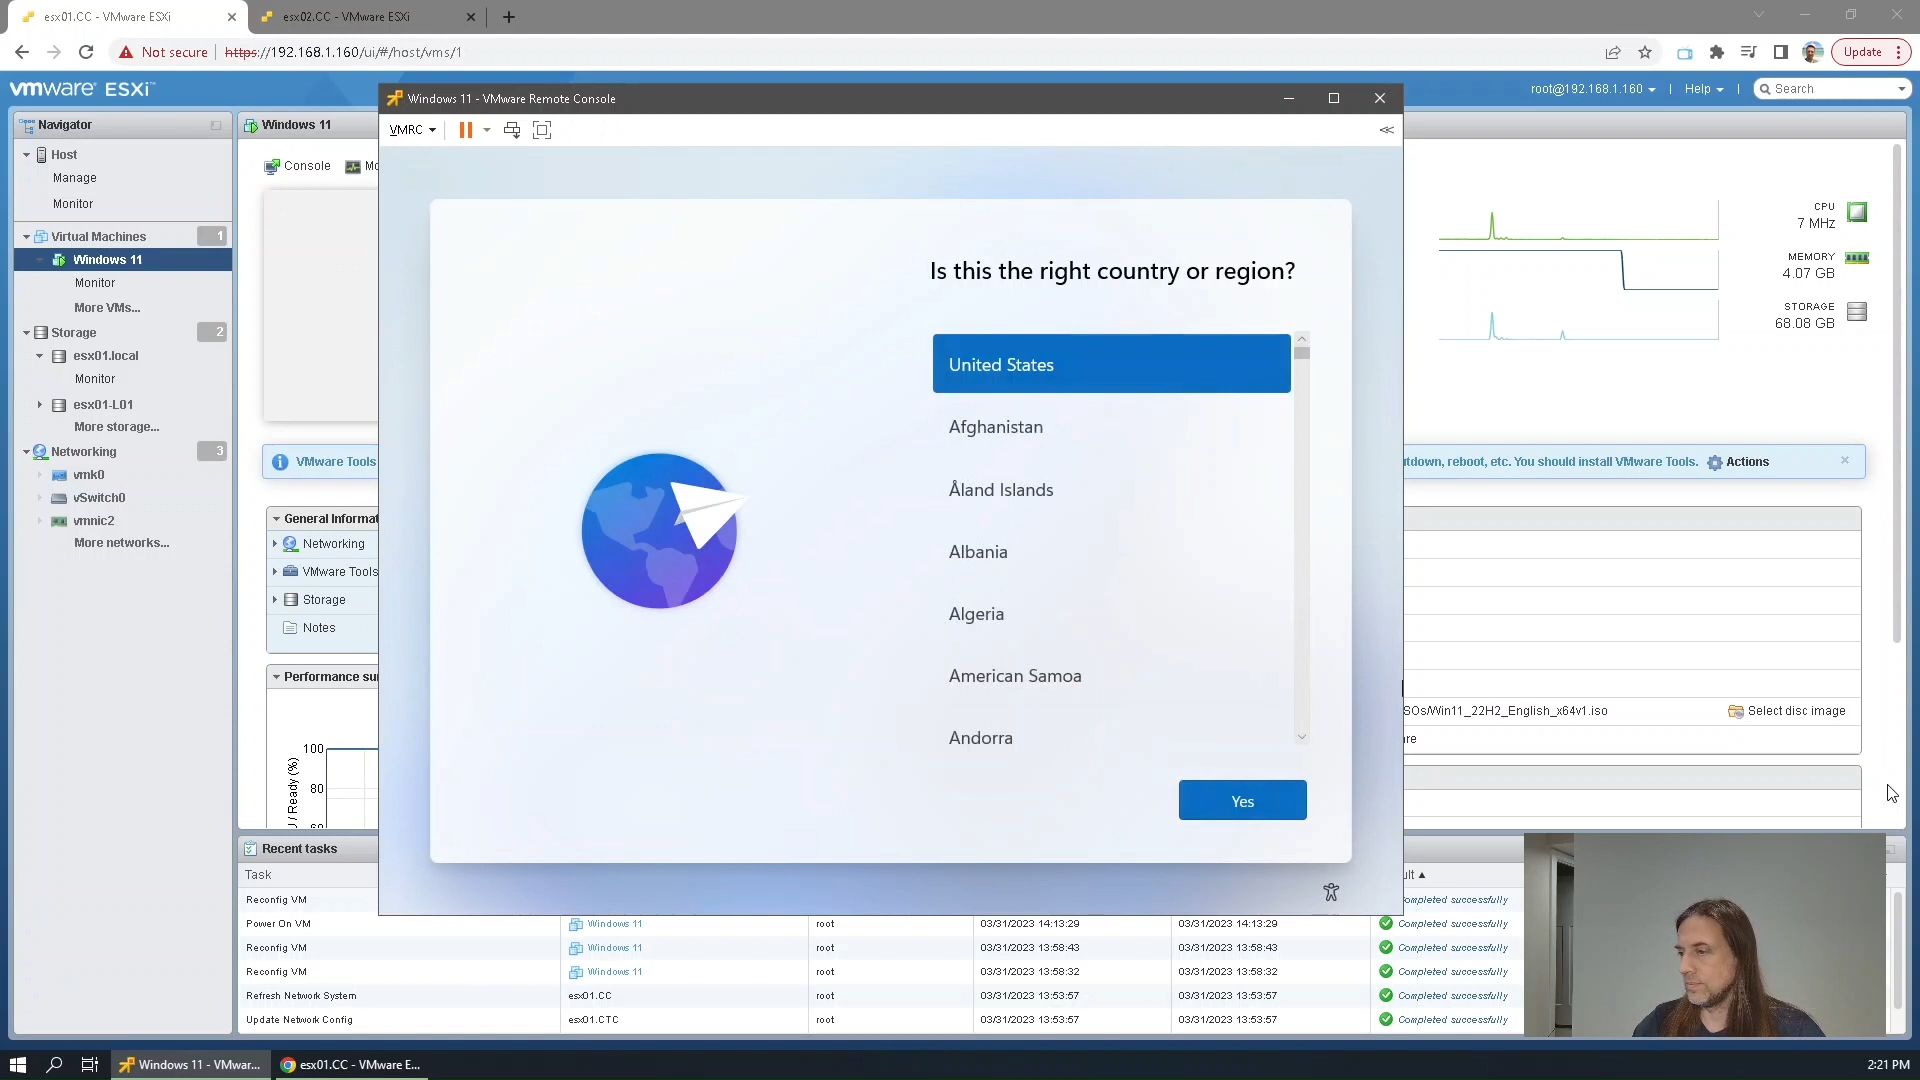 esx01.CC - VMware ESXi
esx02.CC - VMware ESXi
Not secure
https://192.168.1.160/ui/#/host/vms/1
Update
vmware ESXi™
root@192.168.1.160
Help
Search
Navigator
Host
Manage
Monitor
Virtual Machines 1
Windows 11
Monitor
More VMs...
Storage 2
esx01.local
Monitor
esx01-L01
More storage...
Networking 3
vmk0
vSwitch0
vmnic2
More networks...
Windows 11
Console
Windows 11 - VMware Remote Console
VMRC
Is this the right country or region?
United States
Afghanistan
Åland Islands
Albania
Algeria
American Samoa
Andorra
Yes
CPU
7 MHz
MEMORY
4.07 GB
STORAGE
68.08 GB
VMware Tools
reboot, etc. You should install VMware Tools.
Actions
General
Networking
VMware Tools
Storage
Notes
Performance
100
80
Ready (%)
SOs/Win11_22H2_English_x64v1.iso
Select disc image
Recent tasks
Task
Reconfig VM
Completed successfully
Power On VM Windows 11 root 03/31/2023 14:13:29 03/31/2023 14:13:29 Completed successfully
Reconfig VM Windows 11 root 03/31/2023 13:58:43 03/31/2023 13:58:43 Completed successfully
Reconfig VM Windows 11 root 03/31/2023 13:58:32 03/31/2023 13:58:32 Completed successfully
Refresh Network System esx01.CC root 03/31/2023 13:53:57 03/31/2023 13:53:57 Completed successfully
Update Network Config esx01.CTC root 03/31/2023 13:53:57 03/31/2023 13:53:57 Completed successfully
Windows 11 - VMwar...
esx01.CC - VMware E...
2:21 PM